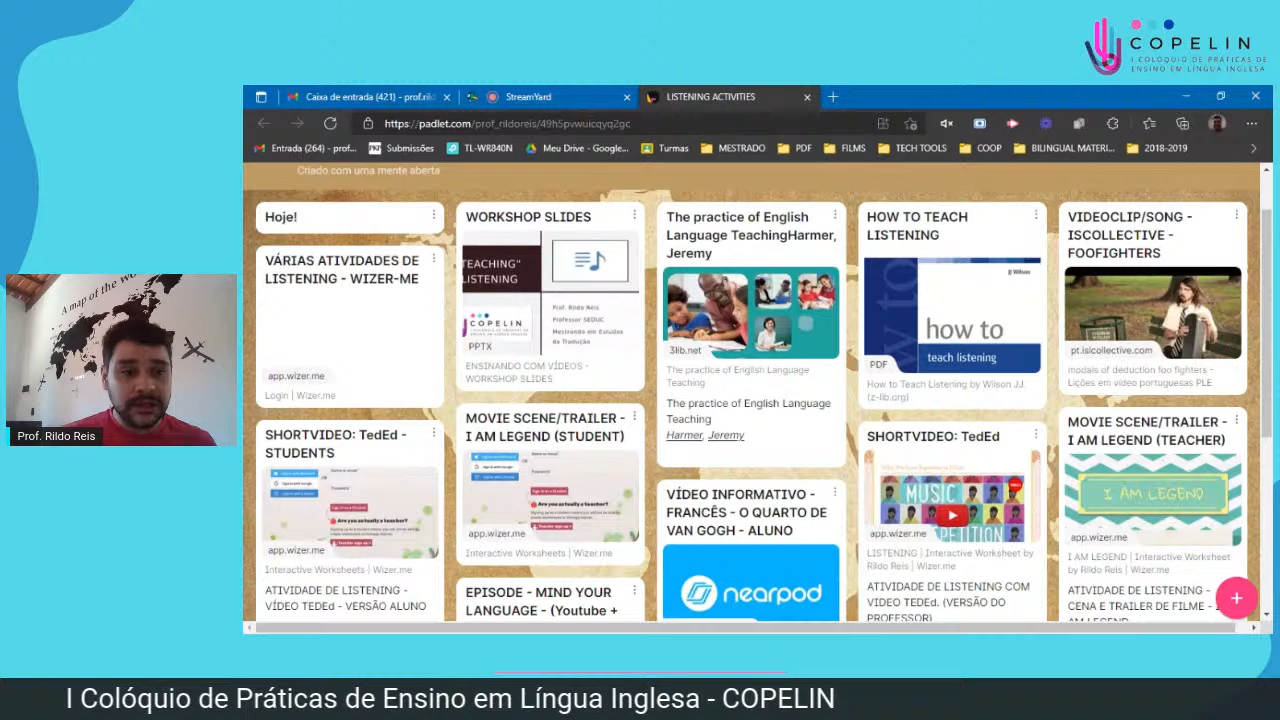 COPELIN
I COLÓQUIO DE PRÁTICAS DE
ENSINO EM LÍNGUA INGLESA
Caixa de entrada (421) - prof.rild
StreamYard
LISTENING ACTIVITIES
https://padlet.com/prof_rildoreis/49h5pvwuicqyq2gc
Entrada (264) - prof...
Submissões
TL-WR840N
Meu Drive - Google...
Turmas
MESTRADO
PDF
FILMS
TECH TOOLS
COOP
BILINGUAL MATERI...
2018-2019
Criado com uma mente aberta
Hoje!
VÁRIAS ATIVIDADES DE
LISTENING - WIZER-ME
app.wizer.me
Login | Wizer.me
SHORTVIDEO: TedEd -
STUDENTS
Are you actually a teacher?
app.wizer.me
Interactive Worksheets | Wizer.me
ATIVIDADE DE LISTENING -
VÍDEO TEDEd - VERSÃO ALUNO
WORKSHOP SLIDES
TEACHING"
LISTENING
Prof. Rildo Reis
Professor SEDUC
Mestrando em Estudos
da Tradução
COPELIN
PPTX
ENSINANDO COM VÍDEOS -
WORKSHOP SLIDES
MOVIE SCENE/TRAILER -
I AM LEGEND (STUDENT)
Are you actually a teacher?
app.wizer.me
Interactive Worksheets | Wizer.me
EPISODE - MIND YOUR
LANGUAGE - (Youtube +
The practice of English
Language TeachingHarmer,
Jeremy
3lib.net
The practice of English Language
Teaching
The practice of English Language
Teaching
Harmer, Jeremy
VÍDEO INFORMATIVO -
FRANCÊS - O QUARTO DE
VAN GOGH - ALUNO
nearpod
HOW TO TEACH
LISTENING
JJ Wilson
how to
how to
teach listening
PDF
How to Teach Listening by Wilson JJ.
(z-lib.org)
SHORTVIDEO: TedEd
MUSIC
app.wizer.me
LISTENING | Interactive Worksheet by
Rildo Reis | Wizer.me
ATIVIDADE DE LISTENING COM
VIDEO TEDEd. (VERSÃO DO
PROFESSOR)
VIDEOCLIP/SONG -
ISCOLLECTIVE -
FOOFIGHTERS
pt.islcollective.com
modals of deduction foo fighters -
Lições em vídeo portuguesas PLE
MOVIE SCENE/TRAILER -
I AM LEGEND (TEACHER)
I AM LEGEND
app.wizer.me
I AM LEGEND | Interactive Worksheet
by Rildo Reis | Wizer.me
ATIVIDADE DE LISTENING -
CENA E TRAILER DE FILME - I
AM LEGEND
A map of the wo
Prof. Rildo Reis
I Colóquio de Práticas de Ensino em Língua Inglesa - COPELIN